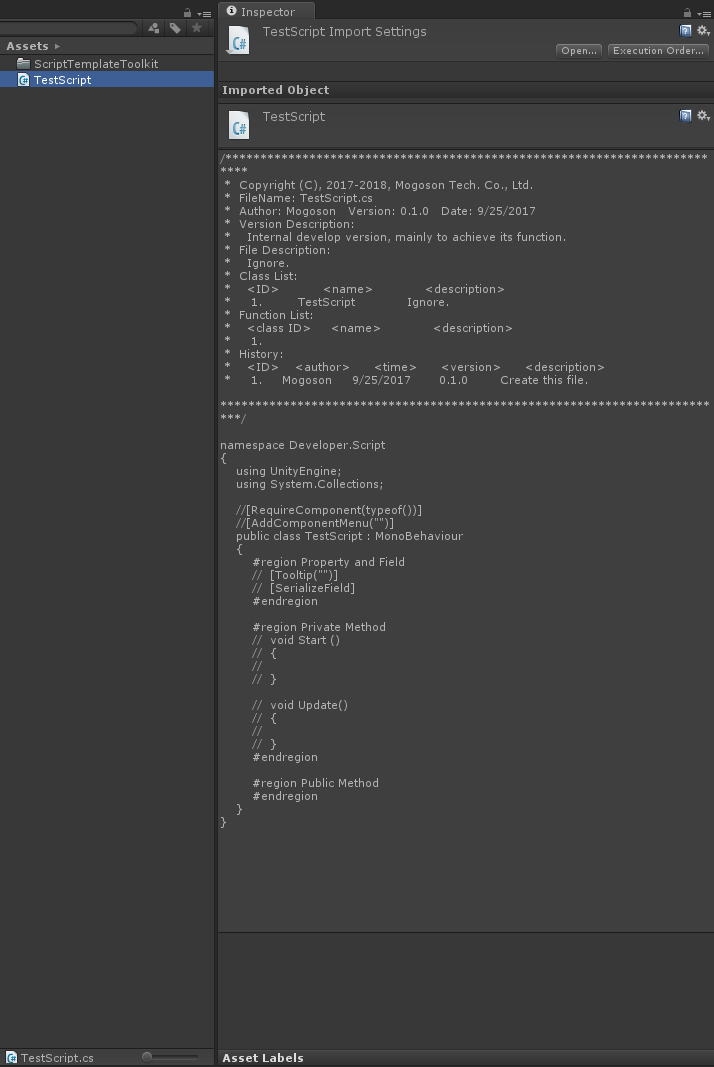 Inspector
TestScript Import Settings
Open...
Execution Order...
Assets
ScriptTemplateToolkit
TestScript
Imported Object
TestScript
/*********************************************************************
****
* Copyright (C), 2017-2018, Mogoson Tech. Co., Ltd.
* FileName: TestScript.cs
* Author: Mogoson Version: 0.1.0 Date: 9/25/2017
* Version Description:
* Internal develop version, mainly to achieve its function.
* File Description:
* Ignore.
* Class List:
* <ID> <name> <description>
* 1. TestScript Ignore.
* Function List:
* <class ID> <name> <description>
* 1.
* History:
* <ID> <author> <time> <version> <description>
* 1. Mogoson 9/25/2017 0.1.0 Create this file.
**********************************************************************
***/
namespace Developer.Script
{
using UnityEngine;
using System.Collections;
//[RequireComponent(typeof())]
//[AddComponentMenu("")]
public class TestScript : MonoBehaviour
{
#region Property and Field
// [Tooltip("")]
// [SerializeField]
#endregion
#region Private Method
// void Start ()
// {
//
// }
// void Update()
// {
//
// }
#endregion
#region Public Method
#endregion
}
}
TestScript.cs
Asset Labels